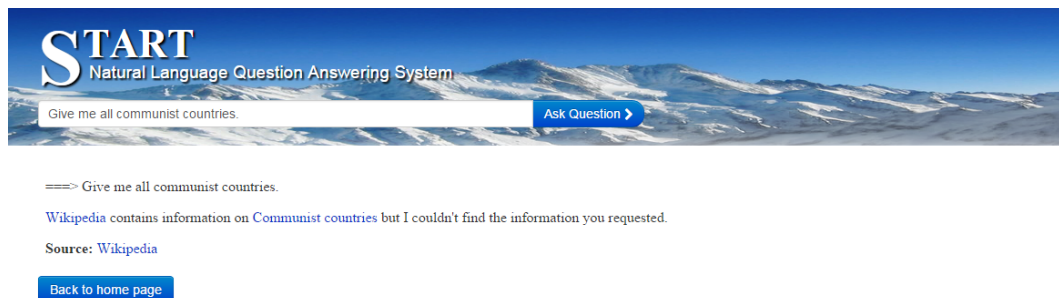 START
Natural Language Question Answering System
Give me all communist countries.
Ask Question
===> Give me all communist countries.
Wikipedia contains information on Communist countries but I couldn't find the information you requested.
Source: Wikipedia
Back to home page